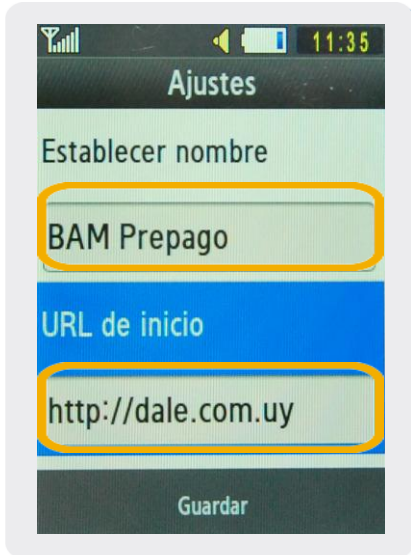 11:35
Ajustes
Establecer nombre
BAM Prepago
URL de inicio
http://dale.com.uy
Guardar